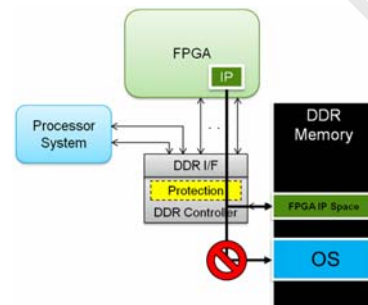 FPGA
IP
Processor
System
DDR
Memory
DDR I/F
Protection
DDR Controller
FPGA IP Space
OS